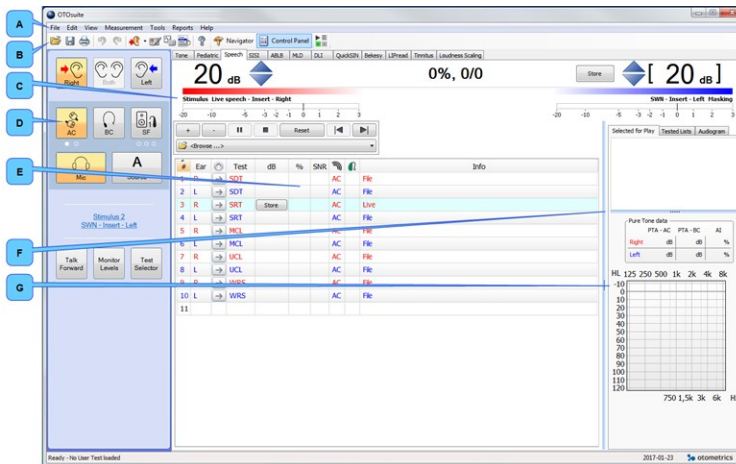 A
B
C
D
E
F
G
OTOsuite
File Edit View Measurement Tools Reports Help
Navigator Control Panel
Tone Pediatric Speech SISI ABLB MLD DLI QuickSIN Bekesy LIPread Tinnitus Loudness Scaling
Right Both Left
20 dB 0%, 0/0 Store [ 20 dB ]
Stimulus Live speech - Insert - Right SWN - Insert - Left Masking
-20 -10 -5 -3 -1 0 1 2 3 -20 -10 -5 -3 -1 0 1 2 3
AC BC SF
+ - Reset
<Browse ...>
Selected for Play Tested Lists Audiogram
Mic A
# Ear Test dB % SNR Info
R SDT AC File
2 L SDT AC File
3 R SRT Store AC Live
4 L SRT AC File
5 R MCL AC File
6 L MCL AC File
7 R UCL AC File
8 L UCL AC File
9 R WRS AC File
10 L WRS AC File
11
Stimulus 2
SWN - Insert - Left
Talk Forward Monitor Levels Test Selector
Pure Tone data
PTA - AC PTA - BC AI
Right dB dB %
Left dB dB %
HL 125 250 500 1k 2k 4k 8k
-10
0
10
20
30
40
50
60
70
80
90
100
110
120
750 1,5k 3k 6k H
Ready - No User Test loaded 2017-01-23 otometrics